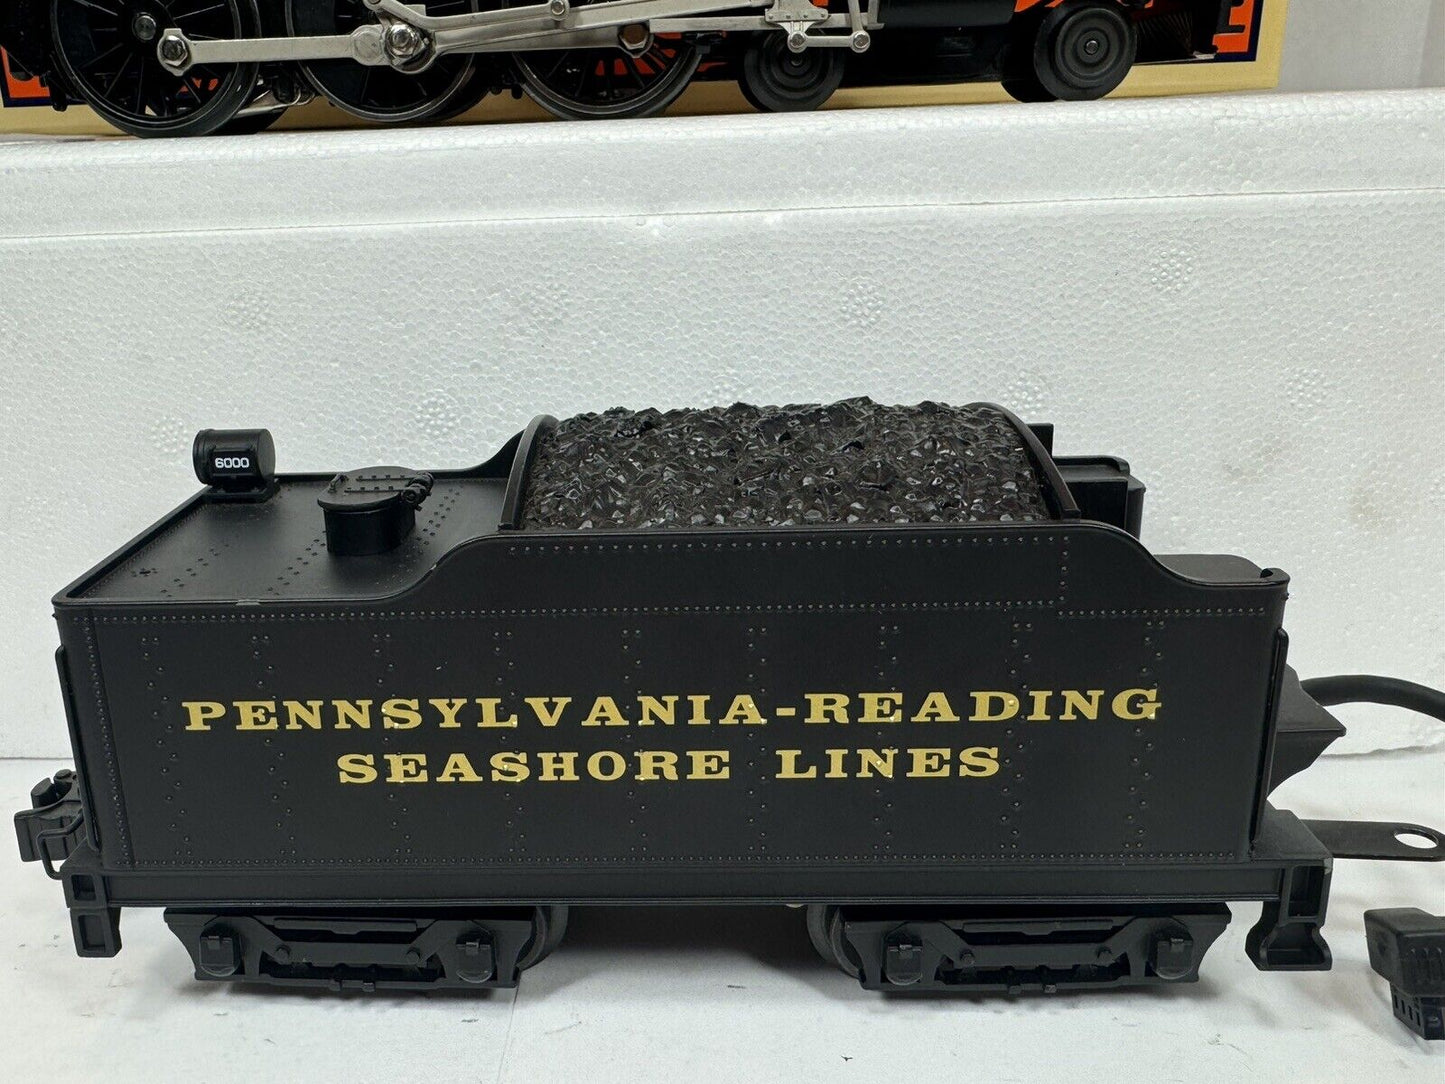 6000
PENNSYLVANIA-READING
SEASHORE LINES